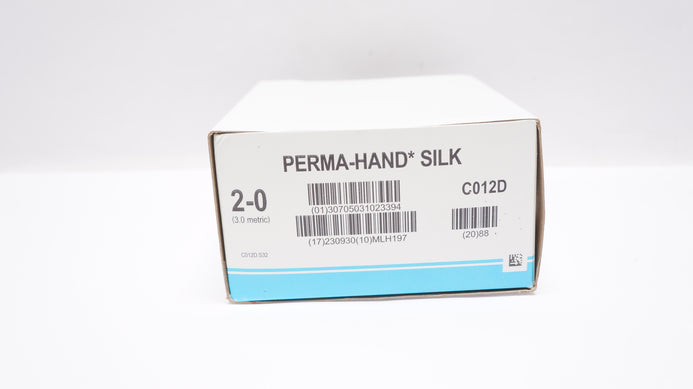 PERMA-HAND* SILK
2-0
(3.0 metric)
C012D
(01)30705031023394
(17)230930(10)MLH197
(20)88
C012D.S32